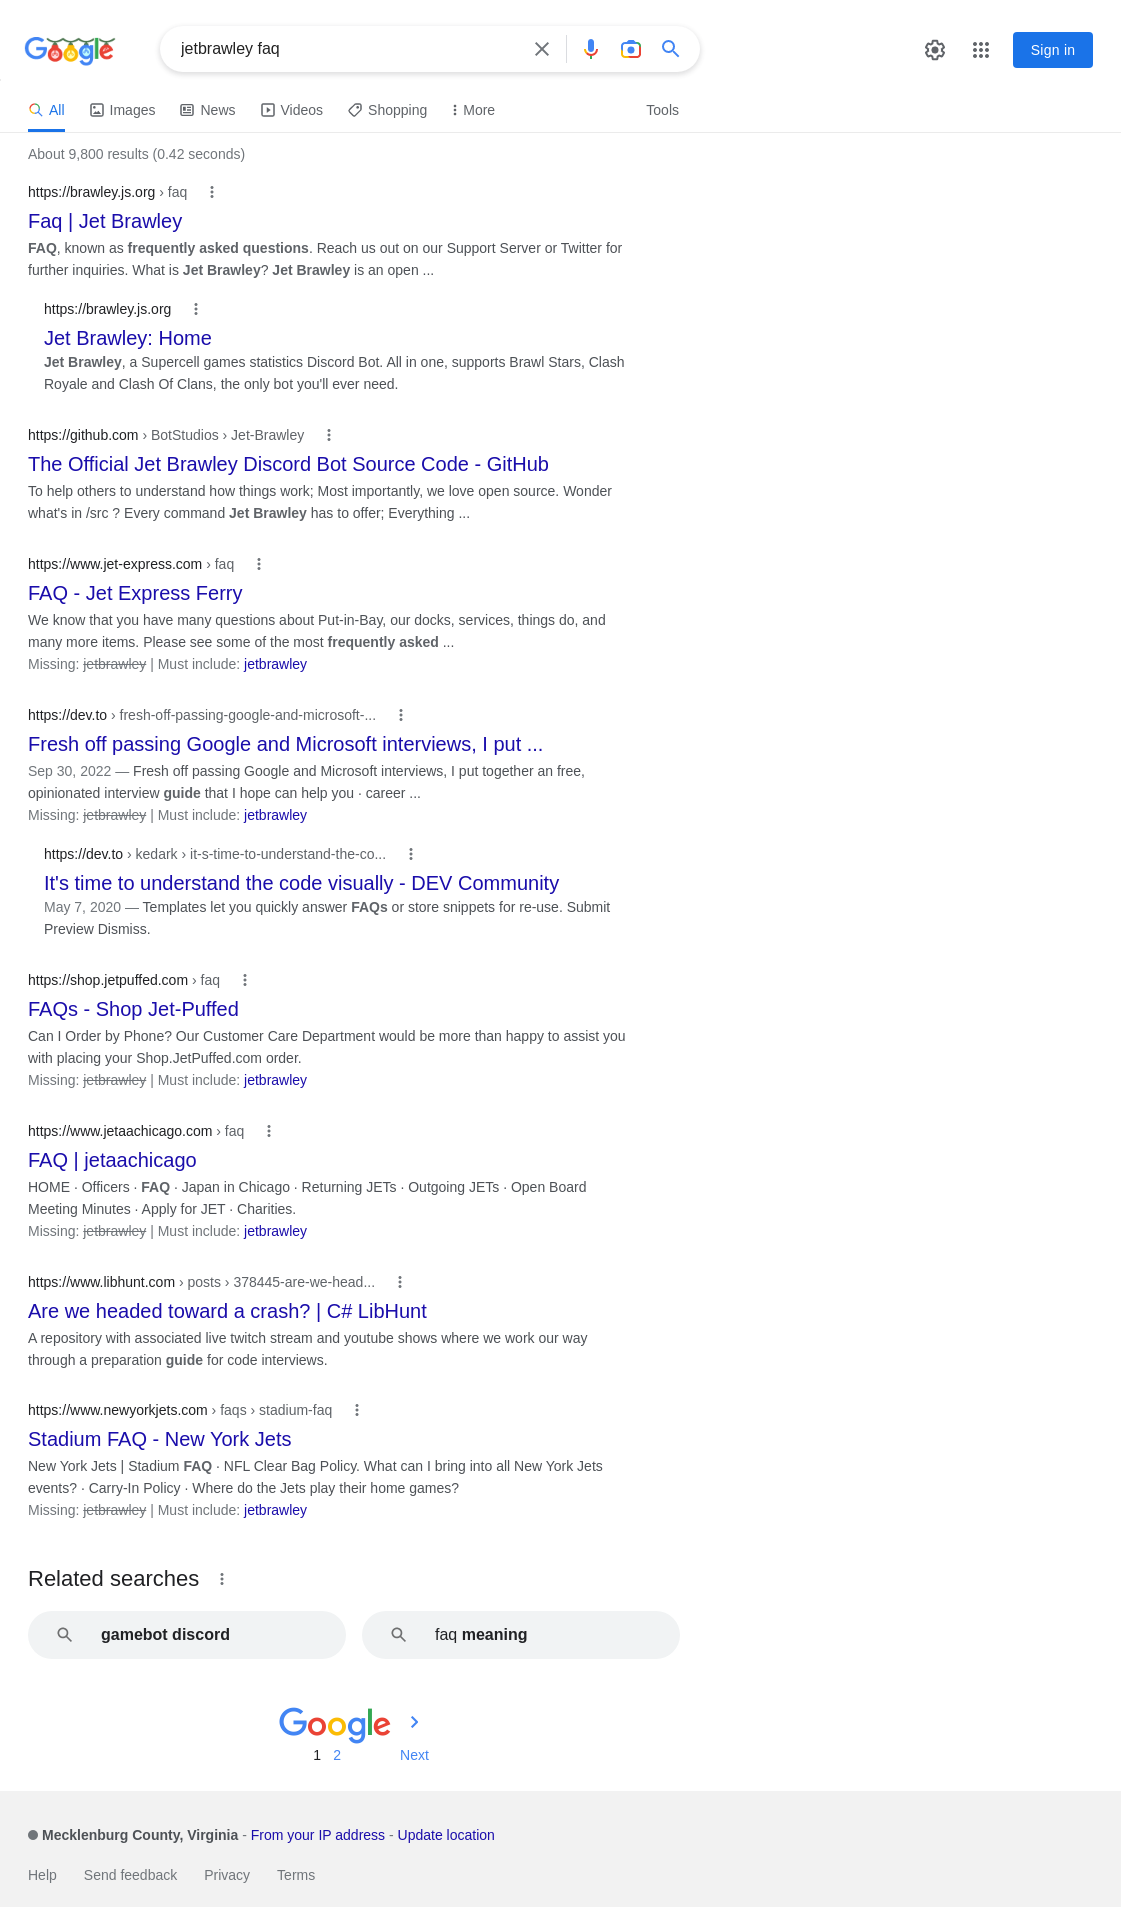 Google
jetbrawley faq
Sign in
All Images News Videos Shopping More Tools
About 9,800 results (0.42 seconds)
https://brawley.js.org › faq
Faq | Jet Brawley
FAQ, known as frequently asked questions. Reach us out on our Support Server or Twitter for
further inquiries. What is Jet Brawley? Jet Brawley is an open ...
https://brawley.js.org
Jet Brawley: Home
Jet Brawley, a Supercell games statistics Discord Bot. All in one, supports Brawl Stars, Clash
Royale and Clash Of Clans, the only bot you'll ever need.
https://github.com › BotStudios › Jet-Brawley
The Official Jet Brawley Discord Bot Source Code - GitHub
To help others to understand how things work; Most importantly, we love open source. Wonder
what's in /src ? Every command Jet Brawley has to offer; Everything ...
https://www.jet-express.com › faq
FAQ - Jet Express Ferry
We know that you have many questions about Put-in-Bay, our docks, services, things do, and
many more items. Please see some of the most frequently asked ...
Missing: jetbrawley | Must include: jetbrawley
https://dev.to › fresh-off-passing-google-and-microsoft-...
Fresh off passing Google and Microsoft interviews, I put ...
Sep 30, 2022 — Fresh off passing Google and Microsoft interviews, I put together an free,
opinionated interview guide that I hope can help you · career ...
Missing: jetbrawley | Must include: jetbrawley
https://dev.to › kedark › it-s-time-to-understand-the-co...
It's time to understand the code visually - DEV Community
May 7, 2020 — Templates let you quickly answer FAQs or store snippets for re-use. Submit
Preview Dismiss.
https://shop.jetpuffed.com › faq
FAQs - Shop Jet-Puffed
Can I Order by Phone? Our Customer Care Department would be more than happy to assist you
with placing your Shop.JetPuffed.com order.
Missing: jetbrawley | Must include: jetbrawley
https://www.jetaachicago.com › faq
FAQ | jetaachicago
HOME · Officers · FAQ · Japan in Chicago · Returning JETs · Outgoing JETs · Open Board
Meeting Minutes · Apply for JET · Charities.
Missing: jetbrawley | Must include: jetbrawley
https://www.libhunt.com › posts › 378445-are-we-head...
Are we headed toward a crash? | C# LibHunt
A repository with associated live twitch stream and youtube shows where we work our way
through a preparation guide for code interviews.
https://www.newyorkjets.com › faqs › stadium-faq
Stadium FAQ - New York Jets
New York Jets | Stadium FAQ · NFL Clear Bag Policy. What can I bring into all New York Jets
events? · Carry-In Policy · Where do the Jets play their home games?
Missing: jetbrawley | Must include: jetbrawley
Related searches
gamebot discord
faq meaning
Google
1 2 Next
Mecklenburg County, Virginia - From your IP address - Update location
Help Send feedback Privacy Terms